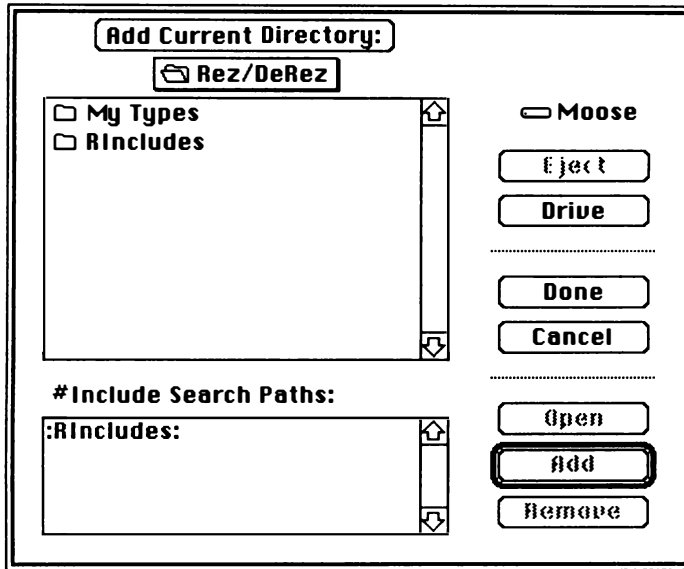 Add Current Directory:
Rez/DeRez
My Types
RIncludes
Moose
Eject
Drive
Done
Cancel
#Include Search Paths:
:RIncludes:
Open
Add
Remove